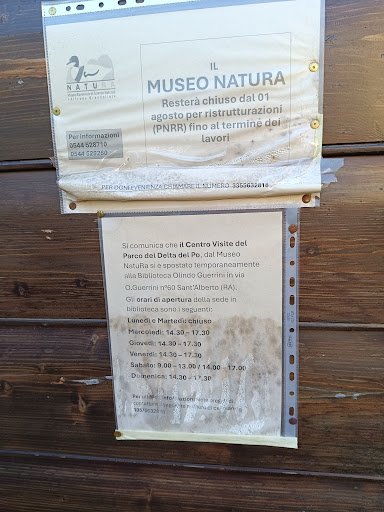 IL
MUSEO NATURA
Resterà chiuso dal 01
agosto per ristrutturazioni
(PNRR) fino al termine dei
lavori
NATURA
Per informazioni
0544 528710
PER CONVENIENZA CHIAMARE IL NUMERO 3355632818
Si comunica che il Centro Visite del
Parco del Delta del Po, dal Museo
NatuRa si è spostato temporaneamente
alla Biblioteca Olindo Guerrini in via
O.Guerrini n°60 Sant'Alberto (RA).
Gli orari di apertura della sede in
biblioteca sono i seguenti:
Lunedì e Martedì: chiuso
Mercoledì: 14.30 – 17.30
Giovedì: 14.30 – 17.30
Venerdì: 14.30 – 17.30
Sabato: 9.00 – 13.00 / 14.00 – 17.00
Domenica: 14.30 – 17.30